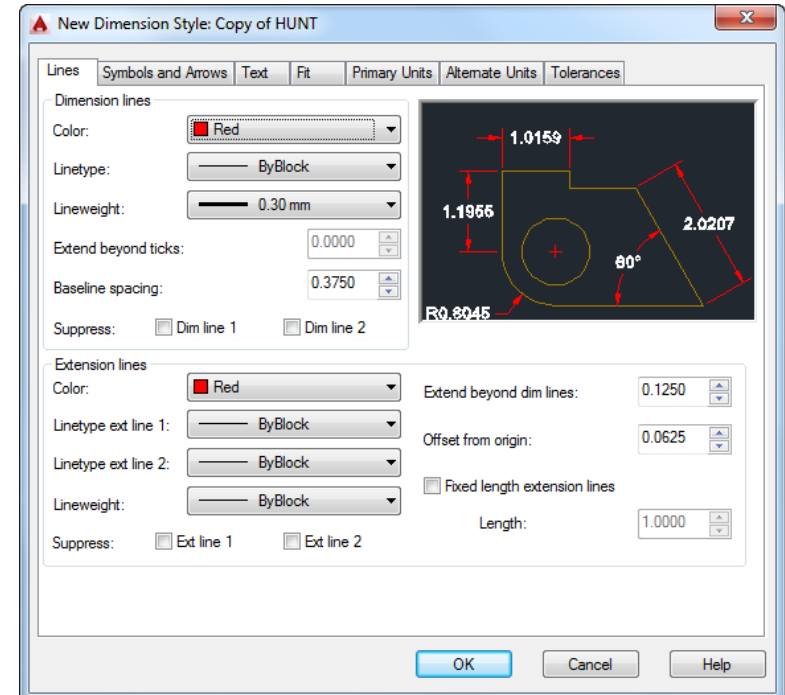 New Dimension Style: Copy of HUNT
Lines Symbols and Arrows Text Fit Primary Units Alternate Units Tolerances
Dimension lines
Color: Red
Linetype: ByBlock
Lineweight: 0.30 mm
Extend beyond ticks: 0.0000
Baseline spacing: 0.3750
Suppress: Dim line 1 Dim line 2
1.0159
1.1955
2.0207
60°
R0.8045
Extension lines
Color: Red
Linetype ext line 1: ByBlock
Linetype ext line 2: ByBlock
Lineweight: ByBlock
Suppress: Ext line 1 Ext line 2
Extend beyond dim lines: 0.1250
Offset from origin: 0.0625
Fixed length extension lines
Length: 1.0000
OK Cancel Help